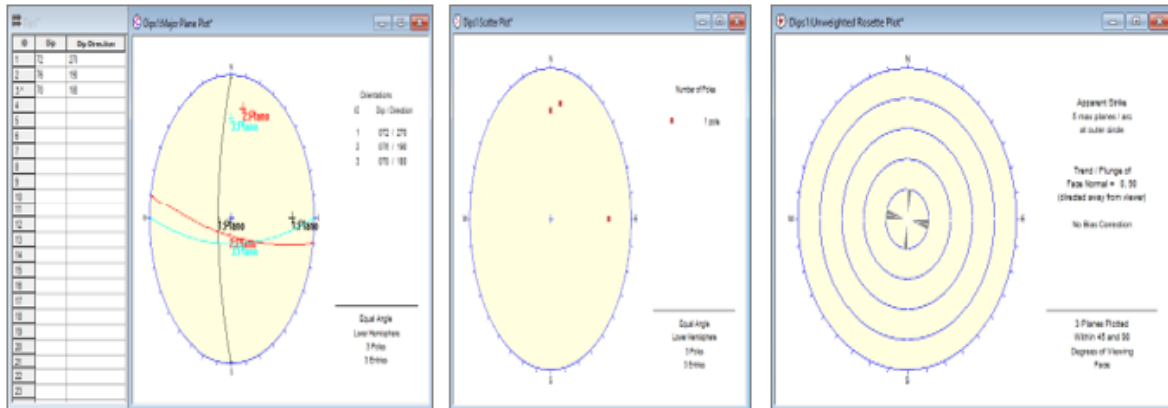 Dips1:Major Plane Plot*
ID Dip Dip Direction
1 72 270
2 76 190
3 * 70 180
4
5
6
7
8
9
10
11
12
13
14
15
16
17
18
19
20
21
22
23
N
2:Plano
3:Plano
W
1:Plano
1:Plano
E
2:Plano
3:Plano
S
Orientations
ID Dip / Direction
1 072 / 270
2 076 / 190
3 070 / 180
Equal Angle
Lower Hemisphere
3 Poles
3 Entries
Dips1:Scatter Plot*
N
W
E
S
Number of Poles
1 pole
Equal Angle
Lower Hemisphere
3 Poles
3 Entries
Dips1:Unweighted Rosette Plot*
N
W
E
S
Apparent Strike
5 max planes / arc
at outer circle
Trend / Plunge of
Face Normal = 0, 90
(directed away from viewer)
No Bias Correction
3 Planes Plotted
Within 45 and 90
Degrees of Viewing
Face